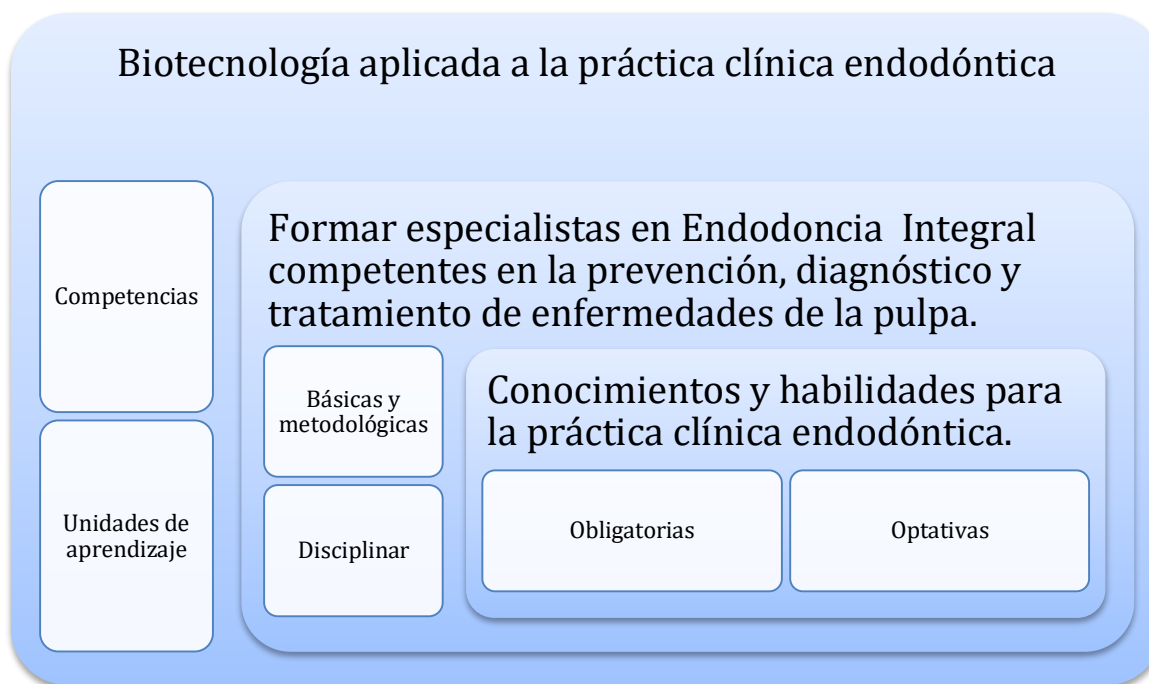 Biotecnología aplicada a la práctica clínica endodóntica
Competencias
Unidades de
aprendizaje
Formar especialistas en Endodoncia  Integral
competentes en la prevención, diagnóstico y
tratamiento de enfermedades de la pulpa.
Básicas y
metodológicas
Disciplinar
Conocimientos y habilidades para
la práctica clínica endodóntica.
Obligatorias
Optativas